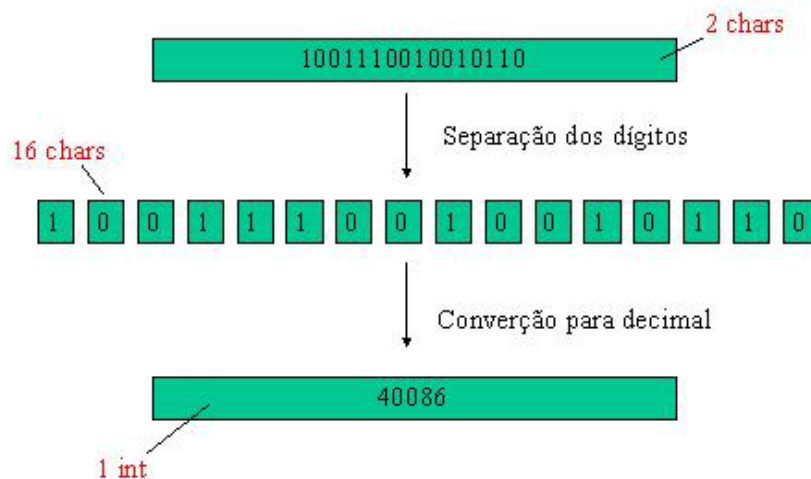 2 chars
1001110010010110
Separação dos dígitos
16 chars
1 0 0 1 1 1 0 0 1 0 0 1 0 1 1 0
Converção para decimal
40086
1 int